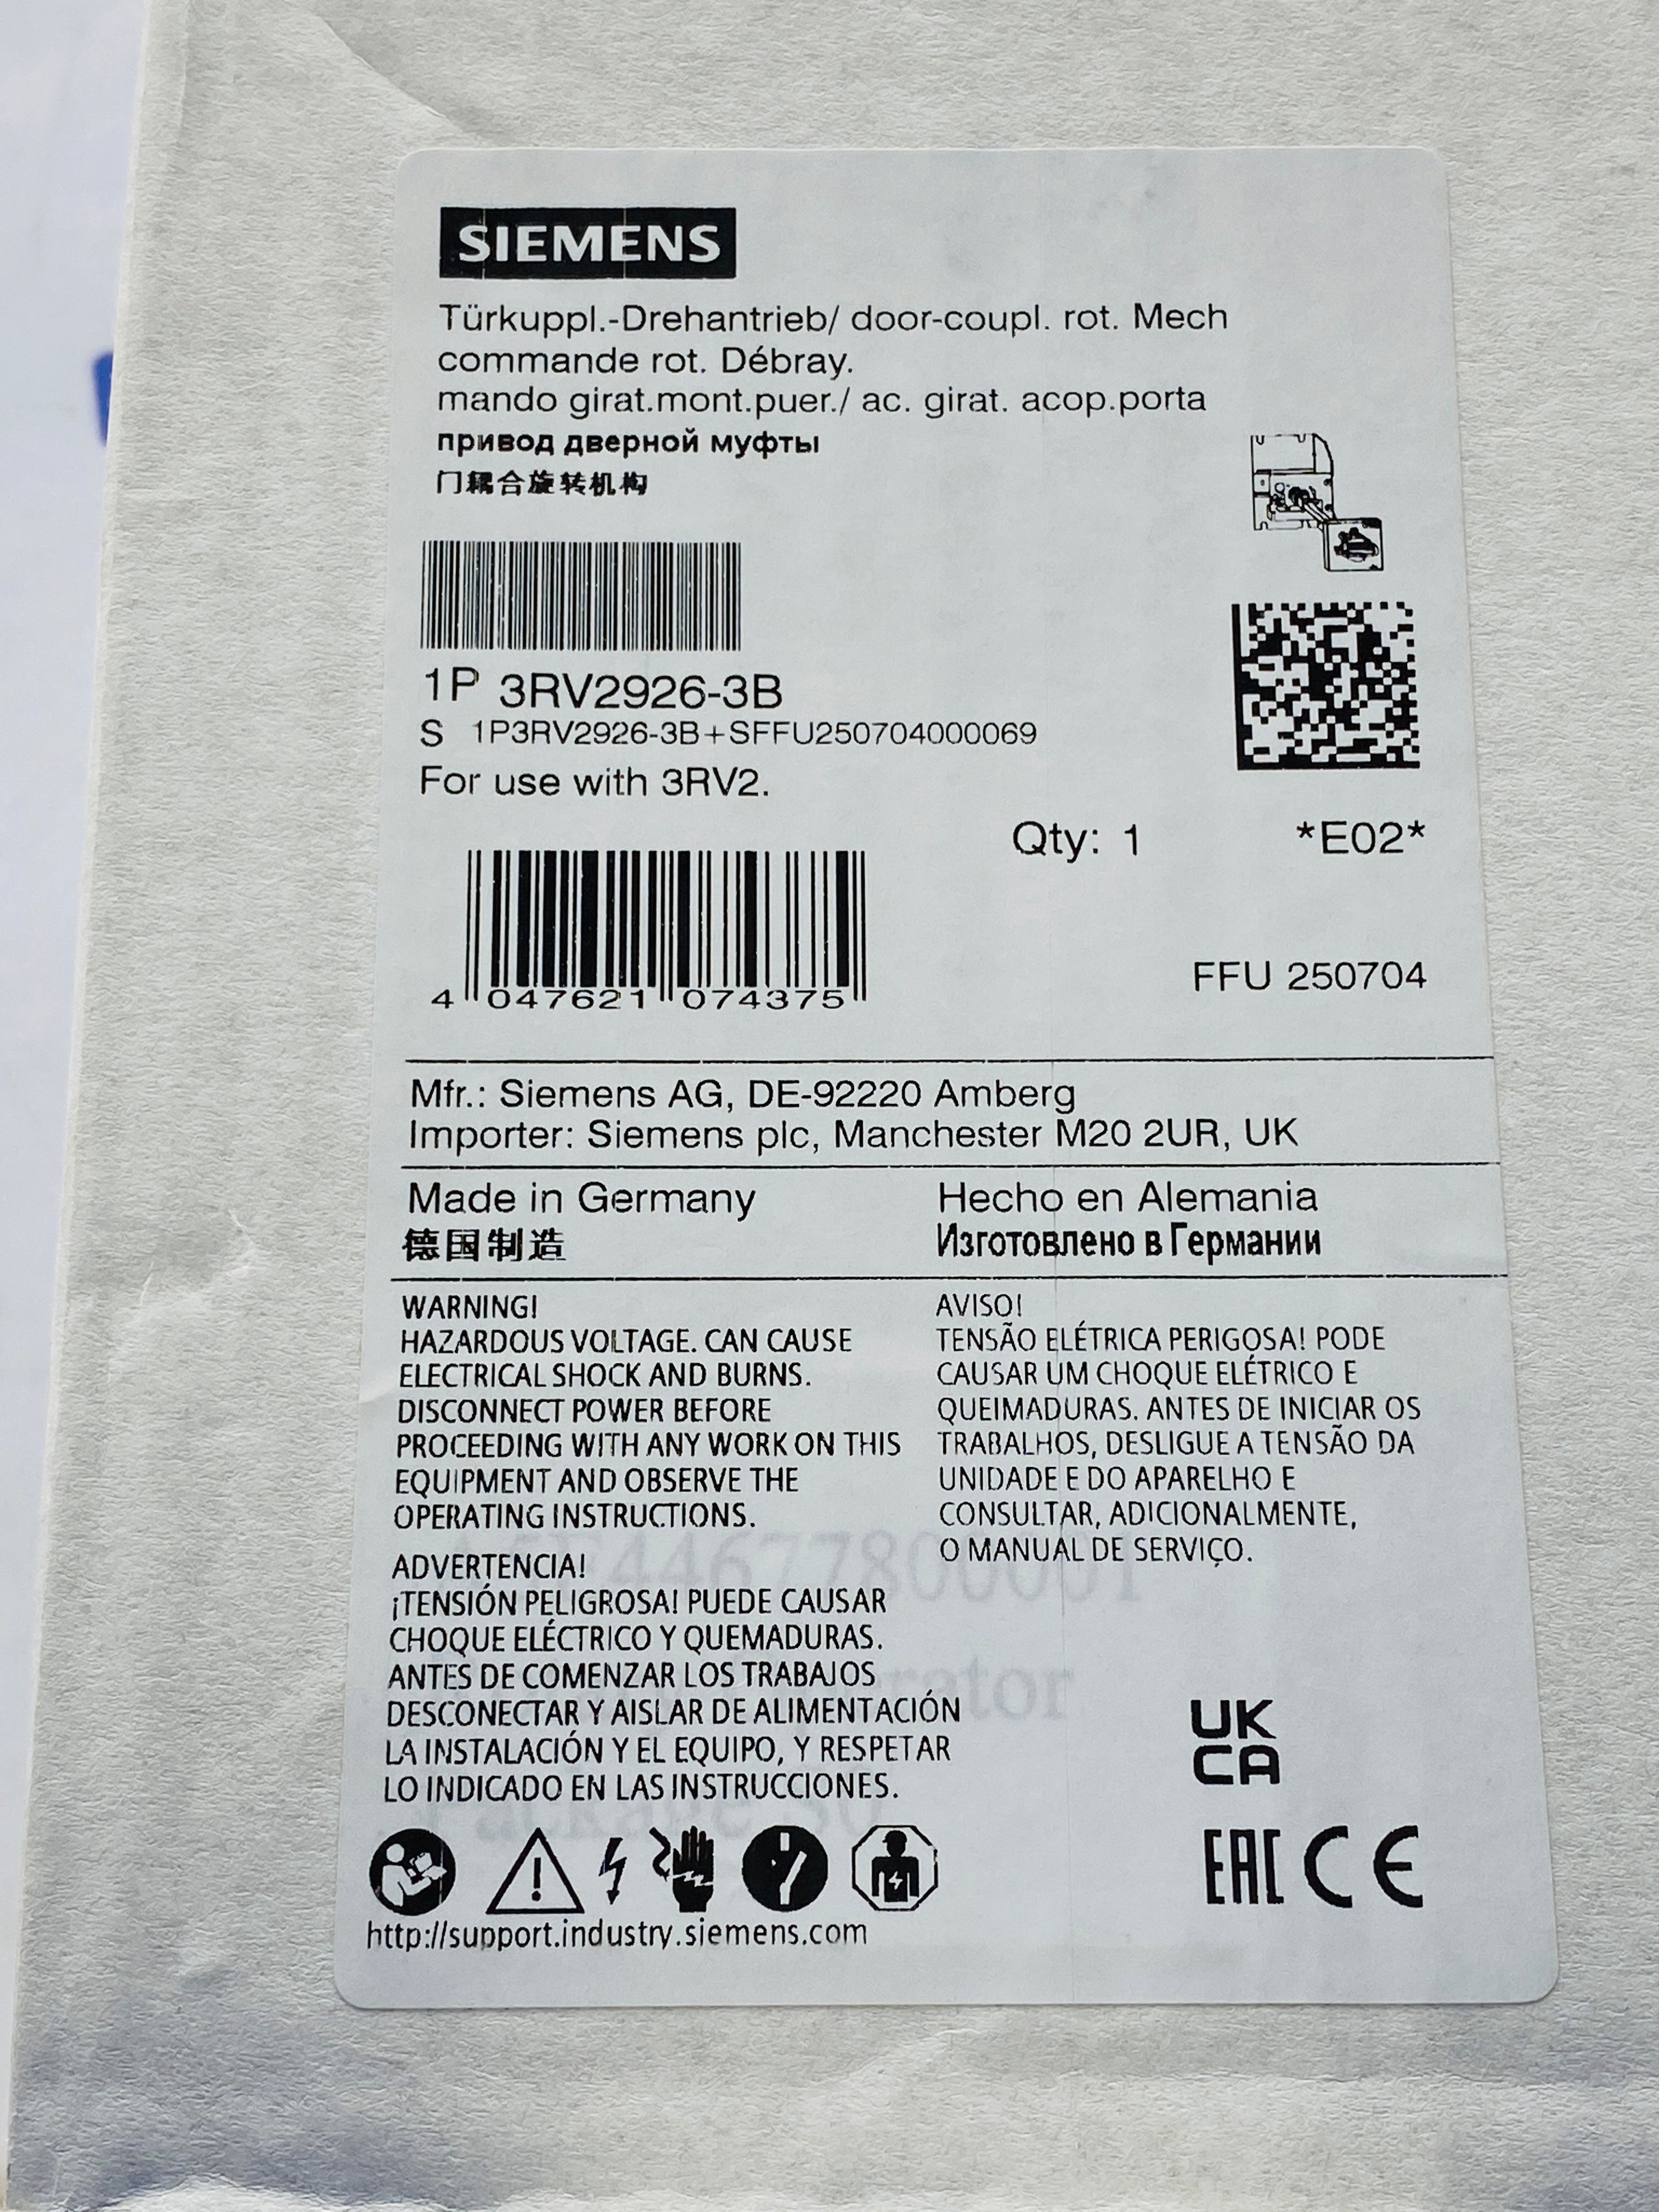 SIEMENS
Türkuppl.-Drehantrieb/ door-coupl. rot. Mech
commande rot. Débray.
mando girat.mont.puer./ ac. girat. acop.porta
привод дверной муфты
门耦合旋转机构
1P 3RV2926-3B
S 1P3RV2926-3B+SFFU250704000069
For use with 3RV2.
Qty: 1 *E02*
4 047621 074375
FFU 250704
Mfr.: Siemens AG, DE-92220 Amberg
Importer: Siemens plc, Manchester M20 2UR, UK
Made in Germany
德国制造
Hecho en Alemania
Изготовлено в Германии
WARNING!
HAZARDOUS VOLTAGE. CAN CAUSE
ELECTRICAL SHOCK AND BURNS.
DISCONNECT POWER BEFORE
PROCEEDING WITH ANY WORK ON THIS
EQUIPMENT AND OBSERVE THE
OPERATING INSTRUCTIONS.
ADVERTENCIA!
¡TENSIÓN PELIGROSA! PUEDE CAUSAR
CHOQUE ELÉCTRICO Y QUEMADURAS.
ANTES DE COMENZAR LOS TRABAJOS
DESCONECTAR Y AISLAR DE ALIMENTACIÓN
LA INSTALACIÓN Y EL EQUIPO, Y RESPETAR
LO INDICADO EN LAS INSTRUCCIONES.
AVISO!
TENSÃO ELÉTRICA PERIGOSA! PODE
CAUSAR UM CHOQUE ELÉTRICO E
QUEIMADURAS. ANTES DE INICIAR OS
TRABALHOS, DESLIGUE A TENSÃO DA
UNIDADE E DO APARELHO E
CONSULTAR, ADICIONALMENTE,
O MANUAL DE SERVIÇO.
UK
CA
EAC CE
http://support.industry.siemens.com